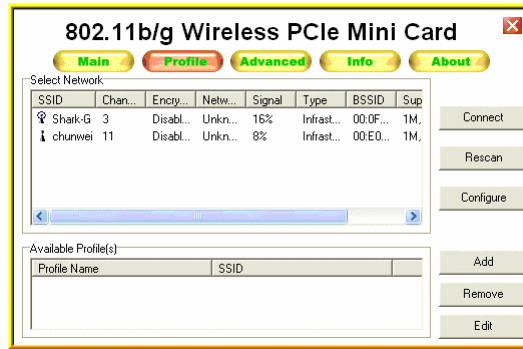 802.11b/g Wireless PCIe Mini Card
Main Profile Advanced Info About
Select Network
SSID Chan... Encry... Netw... Signal Type BSSID Sup
Shark-G 3 Disabl... Unkn... 16% Infrast... 00:0F... 1M,
chunwei 11 Disabl... Unkn... 8% Infrast... 00:E0... 1M,
Connect
Rescan
Configure
Available Profile(s)
Profile Name SSID
Add
Remove
Edit